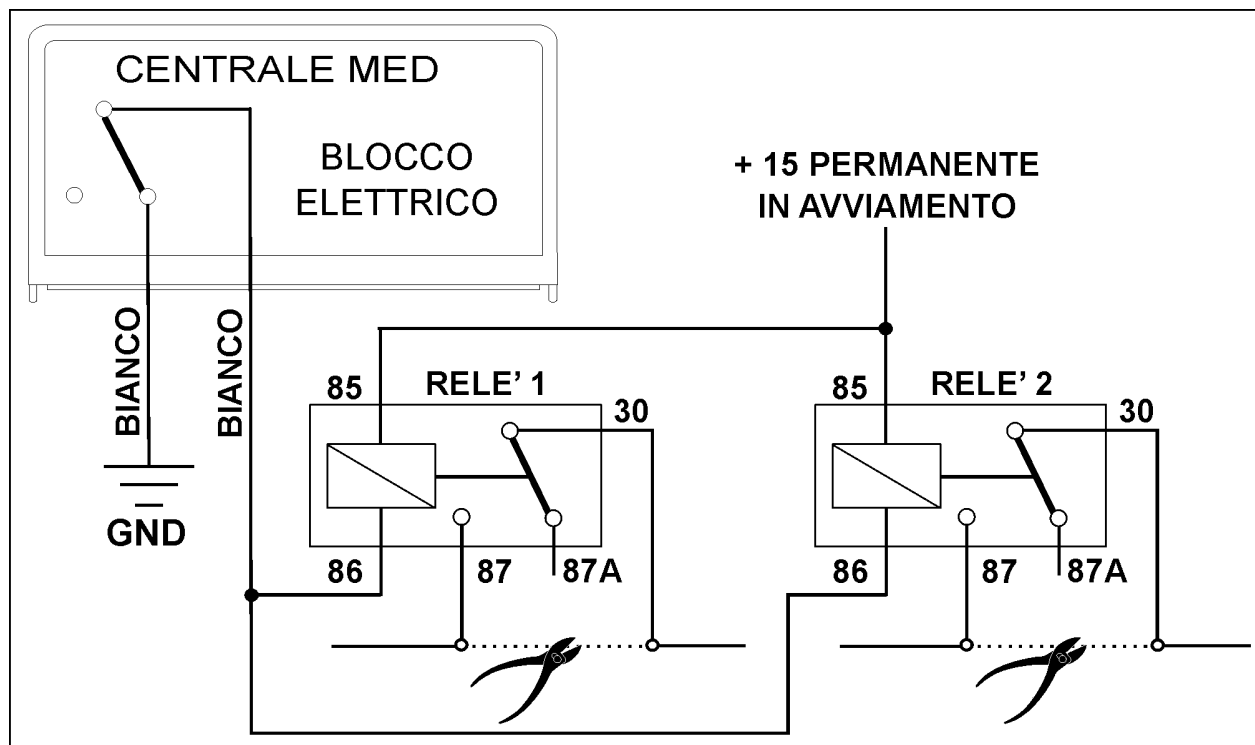 CENTRALE MED
BLOCCO
ELETTRICO
+ 15 PERMANENTE
IN AVVIAMENTO
BIANCO
BIANCO
GND
85
RELE' 1
30
86
87
87A
85
RELE' 2
30
86
87
87A